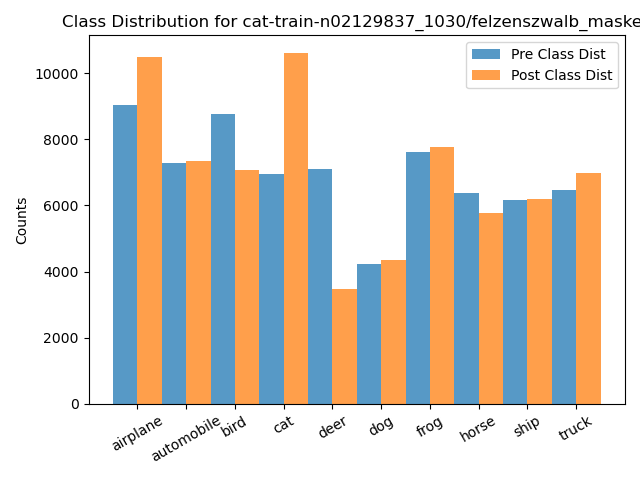 Class Distribution for cat-train-n02129837_1030/felzenszwalb_maske
Pre Class Dist
Post Class Dist
Counts
10000
8000
6000
4000
2000
0
airplane
automobile
bird
cat
deer
dog
frog
horse
ship
truck